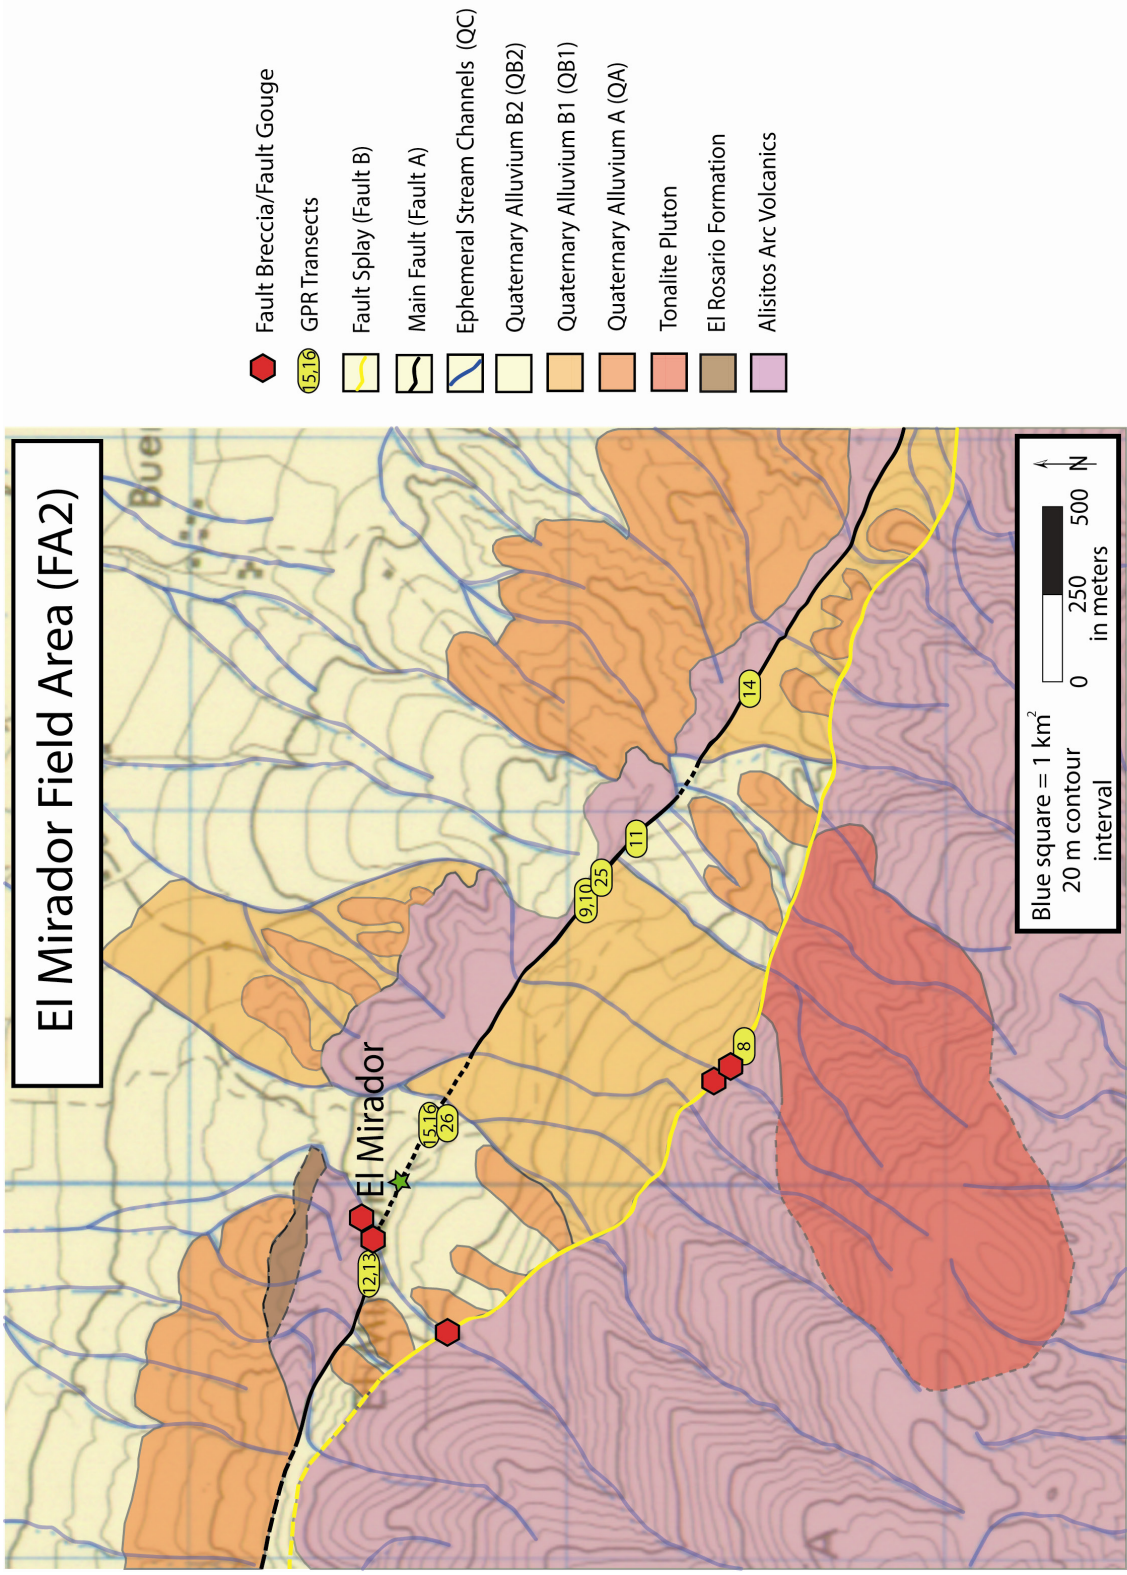 El Mirador Field Area (FA2)
Bue
El Mirador
12,13
15,16
26
9,10
25
11
14
8
A
Blue square = 1 km²
20 m contour
interval
0 250 500
in meters
N
Fault Breccia/Fault Gouge
15,16 GPR Transects
Fault Splay (Fault B)
Main Fault (Fault A)
Ephemeral Stream Channels (QC)
Quaternary Alluvium B2 (QB2)
Quaternary Alluvium B1 (QB1)
Quaternary Alluvium A (QA)
Tonalite Pluton
El Rosario Formation
Alisitos Arc Volcanics